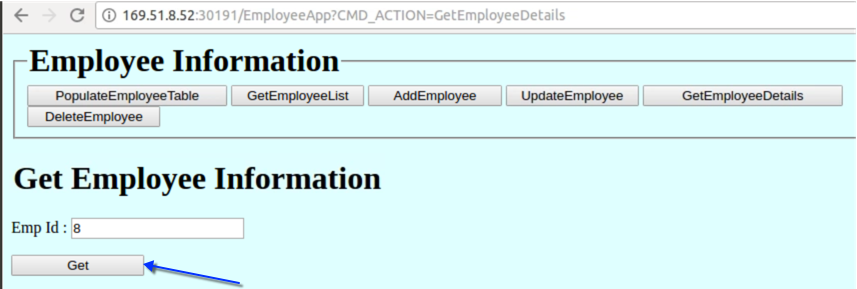 169.51.8.52:30191/EmployeeApp?CMD_ACTION=GetEmployeeDetails
Employee Information
PopulateEmployeeTable GetEmployeeList AddEmployee UpdateEmployee GetEmployeeDetails
DeleteEmployee
Get Employee Information
Emp Id : 8
Get